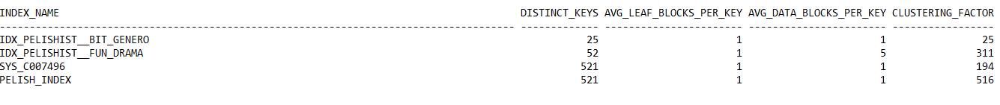 INDEX_NAME DISTINCT_KEYS AVG_LEAF_BLOCKS_PER_KEY AVG_DATA_BLOCKS_PER_KEY CLUSTERING_FACTOR
-------------------------------------------------------------------------------------- ------------- ----------------------- ----------------------- -----------------
IDX_PELISHIST__BIT_GENERO 25 1 1 25
IDX_PELISHIST__FUN_DRAMA 52 1 5 311
SYS_C007496 521 1 1 194
PELISH_INDEX 521 1 1 516